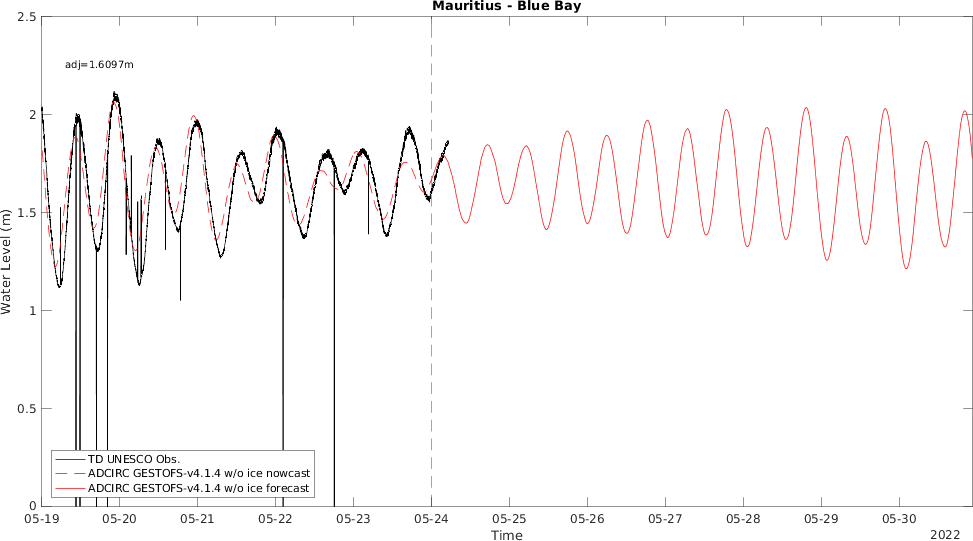 Mauritius - Blue Bay
2.5
adj=1.6097m
2
1.5
1
0.5
0
Water Level (m)
TD UNESCO Obs.
ADCIRC GESTOFS-v4.1.4 w/o ice nowcast
ADCIRC GESTOFS-v4.1.4 w/o ice forecast
05-19 05-20 05-21 05-22 05-23 05-24 05-25 05-26 05-27 05-28 05-29 05-30
Time
2022